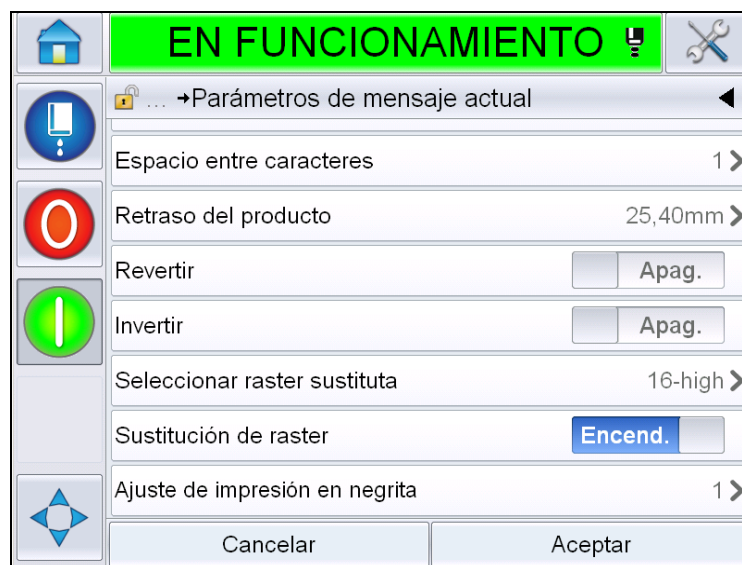 EN FUNCIONAMIENTO
... →Parámetros de mensaje actual
Espacio entre caracteres 1
Retraso del producto 25,40mm
Revertir Apag.
Invertir Apag.
Seleccionar raster sustituta 16-high
Sustitución de raster Encend.
Ajuste de impresión en negrita 1
Cancelar Aceptar